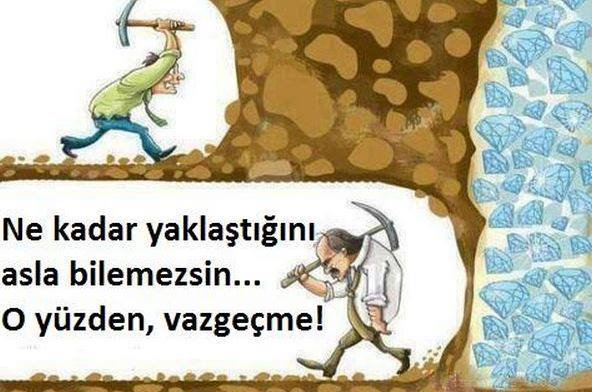 Ne kadar yaklaştığını
asla bilemezsin...
O yüzden, vazgeçme!